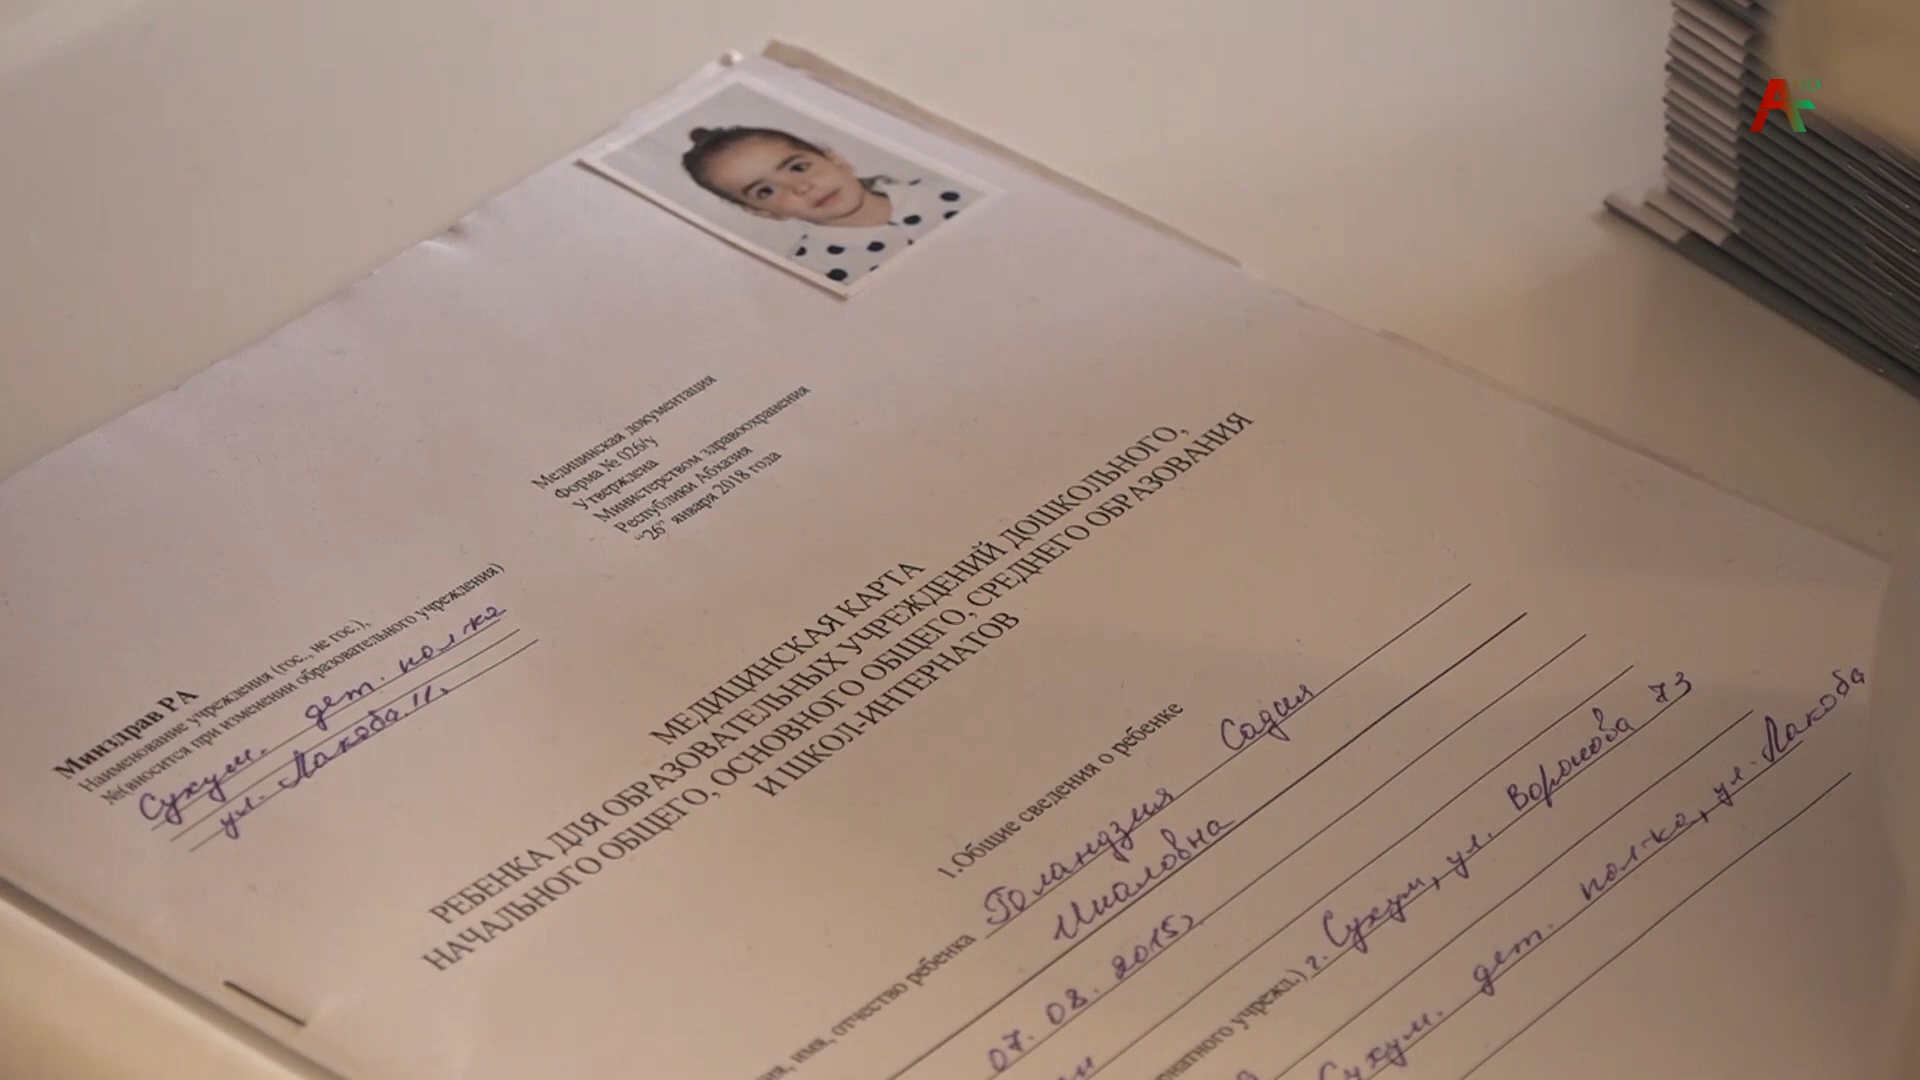 Медицинская документация
Форма № 026/у
Утверждена
Министерством здравоохранения
Республики Абхазия
“26” января 2018 года
Минздрав РА
Наименование учреждения (гос., не гос.),
№(вносится при изменении образовательного учреждения)
Сухум. дет. пол-ка
ул. Лакоба 11.
МЕДИЦИНСКАЯ КАРТА
РЕБЕНКА ДЛЯ ОБРАЗОВАТЕЛЬНЫХ УЧРЕЖДЕНИЙ ДОШКОЛЬНОГО,
НАЧАЛЬНОГО ОБЩЕГО, ОСНОВНОГО ОБЩЕГО, СРЕДНЕГО ОБРАЗОВАНИЯ
И ШКОЛ-ИНТЕРНАТОВ
1.Общие сведения о ребенке
имя, отчество ребенка Голандзия Садия
07. 08. 2015
г. Сухум, ул. Воронова 73
Сухум. дет. пол-ка, ул. Лакоба